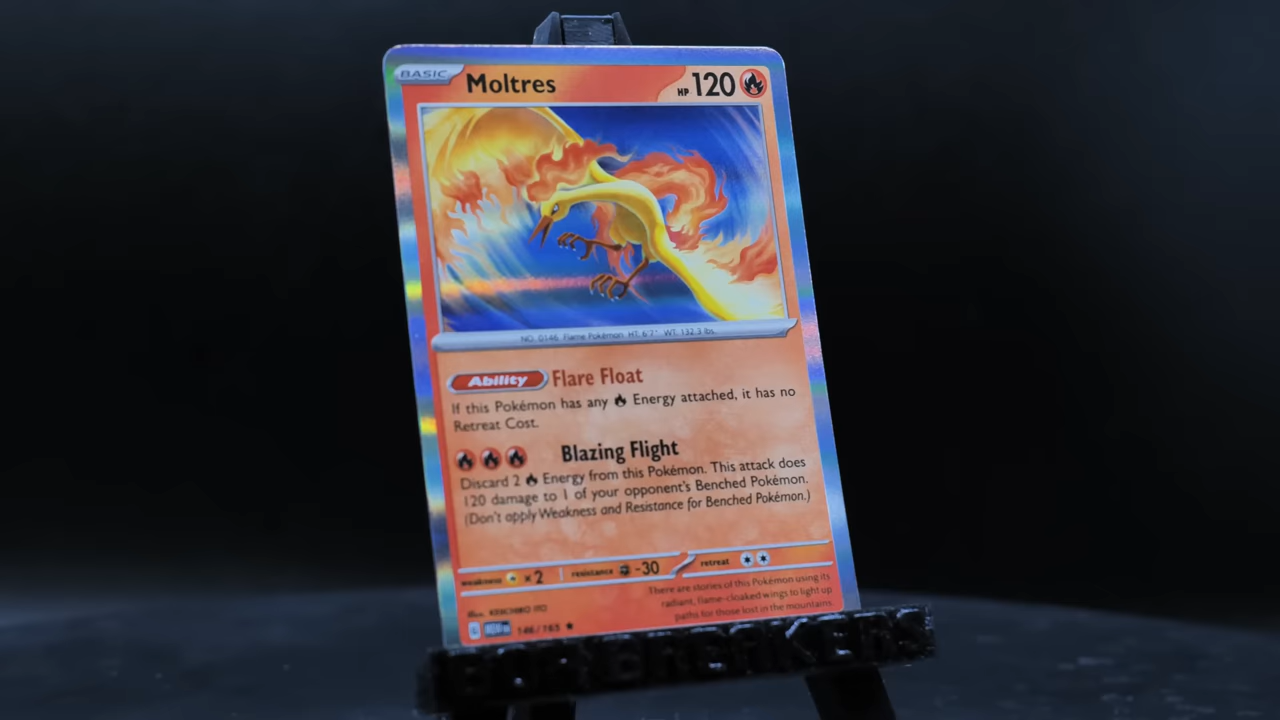 BASIC Moltres HP 120
NO. 0146 Flame Pokémon HT: 6'7" WT: 132.3 lbs.
Ability Flare Float
If this Pokémon has any Energy attached, it has no
Retreat Cost.
Blazing Flight
Discard 2 Energy from this Pokémon. This attack does
120 damage to 1 of your opponent's Benched Pokémon.
(Don't apply Weakness and Resistance for Benched Pokémon.)
weakness ×2 resistance -30 retreat
There are stories of this Pokémon using its
radiant, flame-cloaked wings to light up
paths for those lost in the mountains.
Illus.
146/165
BREAKERS